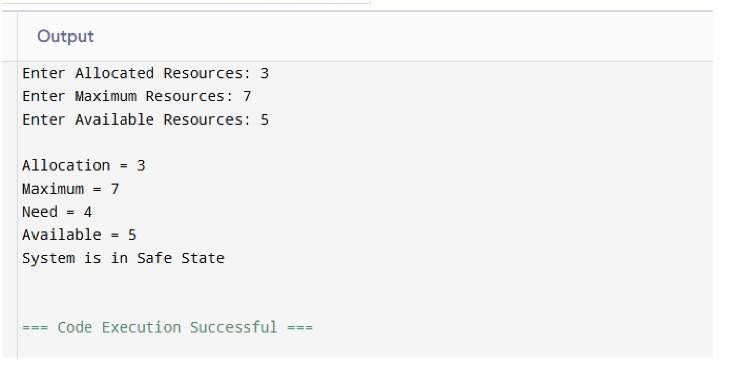 Output
Enter Allocated Resources: 3
Enter Maximum Resources: 7
Enter Available Resources: 5
Allocation = 3
Maximum = 7
Need = 4
Available = 5
System is in Safe State
=== Code Execution Successful ===